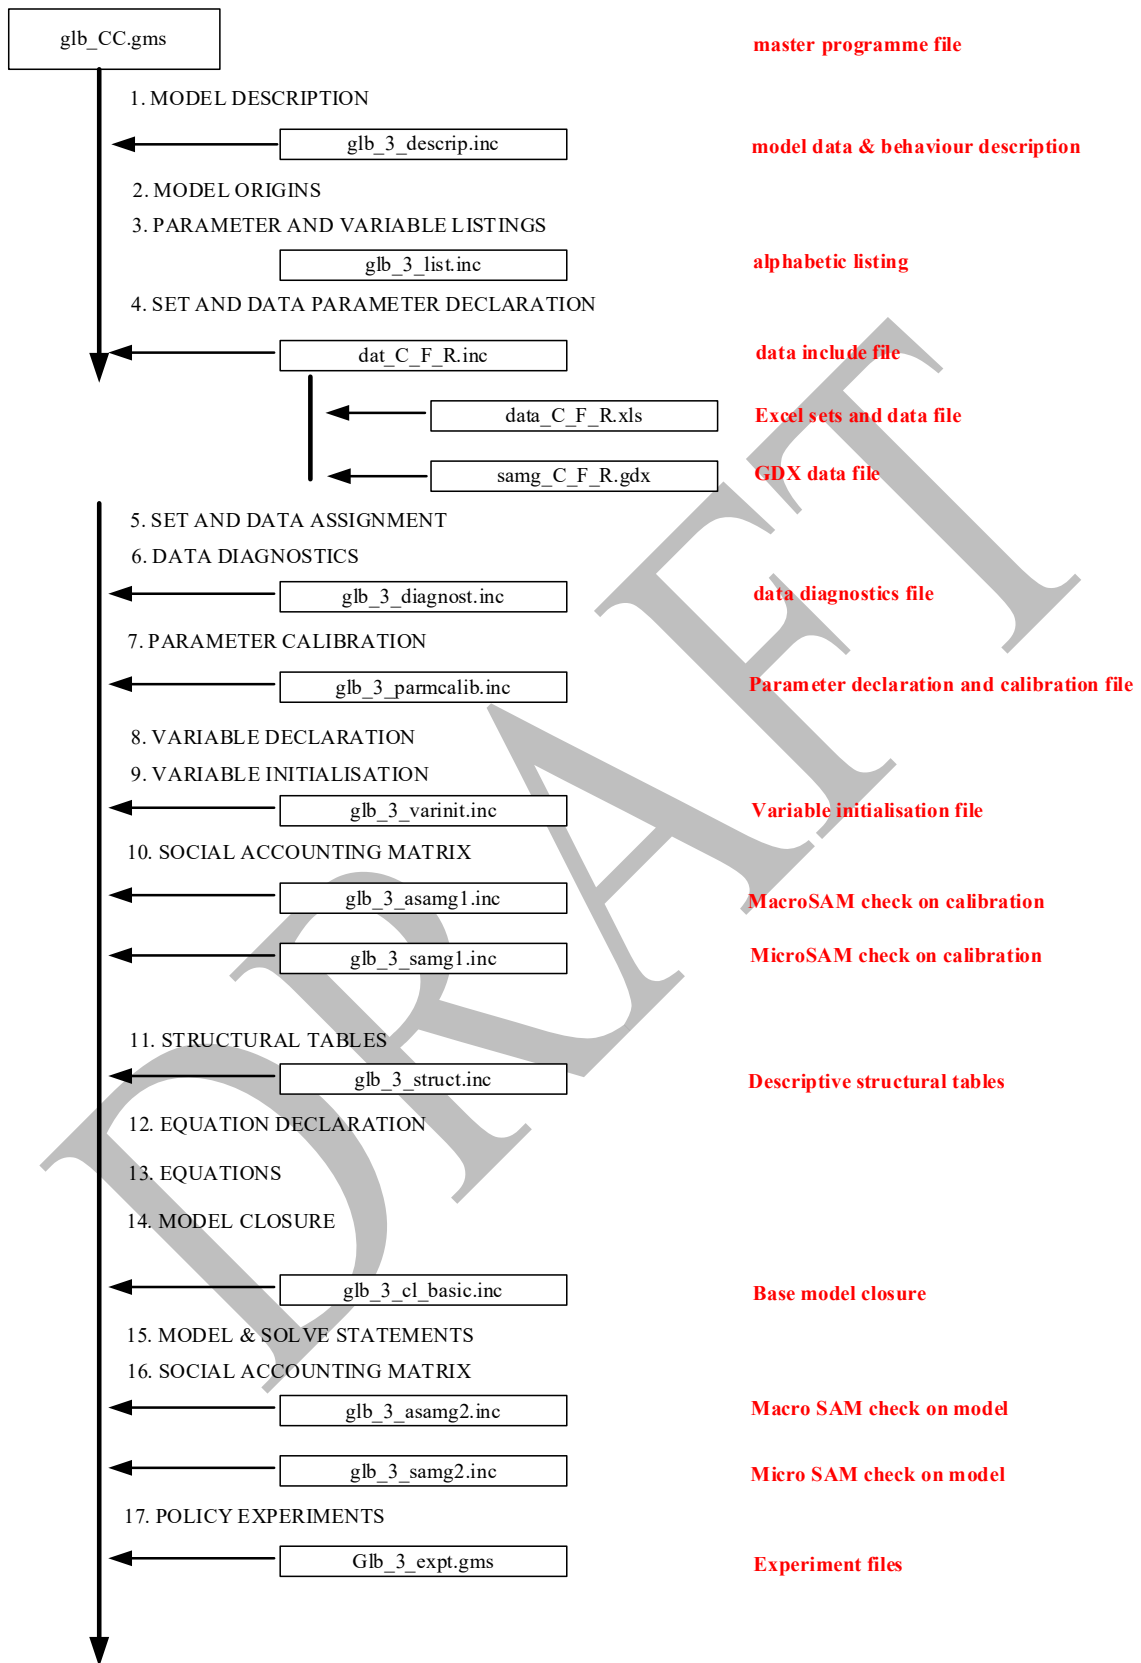 glb_CC.gms
master programme file
1. MODEL DESCRIPTION
glb_3_descrip.inc
model data & behaviour description
2. MODEL ORIGINS
3. PARAMETER AND VARIABLE LISTINGS
glb_3_list.inc
alphabetic listing
4. SET AND DATA PARAMETER DECLARATION
dat_C_F_R.inc
data include file
data_C_F_R.xls
Excel sets and data file
samg_C_F_R.gdx
GDX data file
5. SET AND DATA ASSIGNMENT
6. DATA DIAGNOSTICS
glb_3_diagnost.inc
data diagnostics file
7. PARAMETER CALIBRATION
glb_3_parmcalib.inc
Parameter declaration and calibration file
8. VARIABLE DECLARATION
9. VARIABLE INITIALISATION
glb_3_varinit.inc
Variable initialisation file
10. SOCIAL ACCOUNTING MATRIX
glb_3_asamg1.inc
MacroSAM check on calibration
glb_3_samg1.inc
MicroSAM check on calibration
11. STRUCTURAL TABLES
glb_3_struct.inc
Descriptive structural tables
12. EQUATION DECLARATION
13. EQUATIONS
14. MODEL CLOSURE
glb_3_cl_basic.inc
Base model closure
15. MODEL & SOLVE STATEMENTS
16. SOCIAL ACCOUNTING MATRIX
glb_3_asamg2.inc
Macro SAM check on model
glb_3_samg2.inc
Micro SAM check on model
17. POLICY EXPERIMENTS
Glb_3_expt.gms
Experiment files
DRAFT